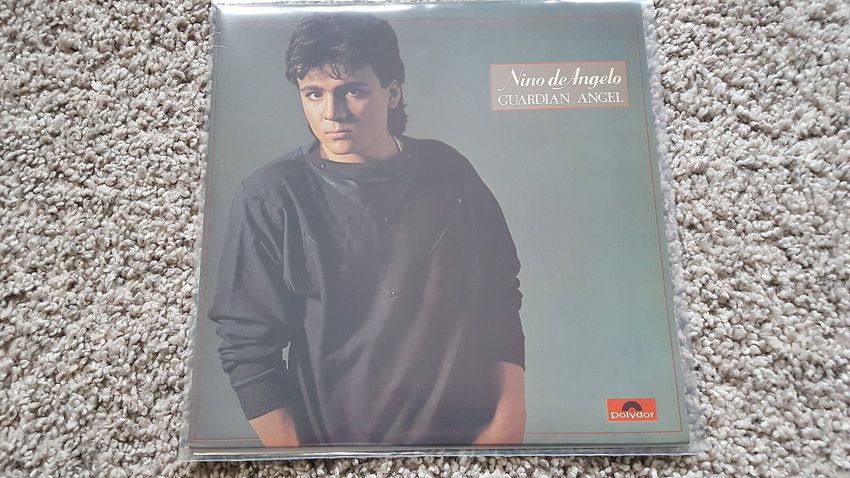 Nino de Angelo
GUARDIAN ANGEL
Polydor